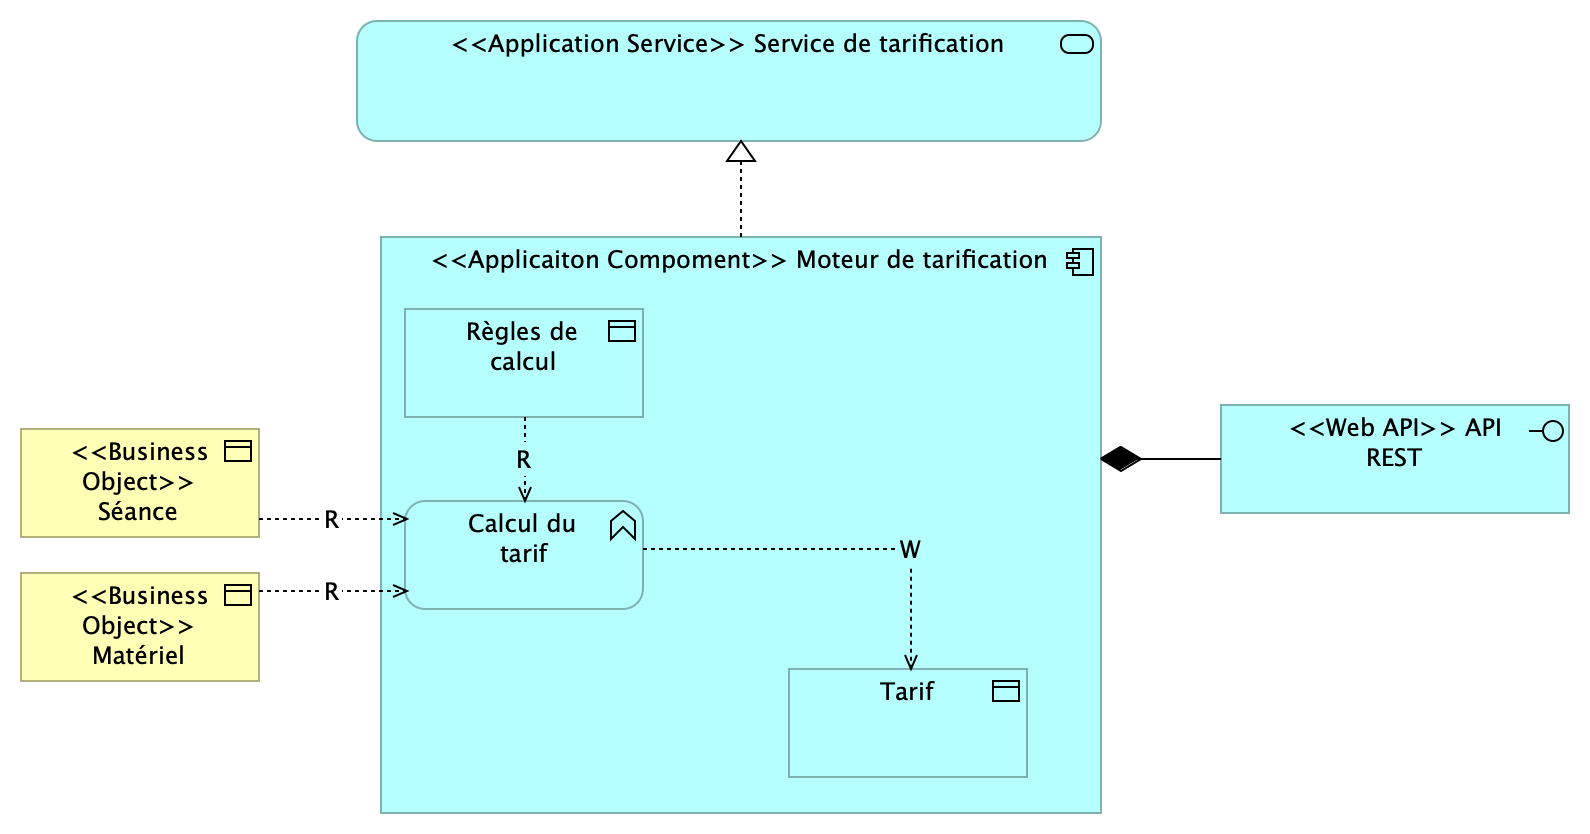 <<Application Service>> Service de tarification
<<Applicaiton Compoment>> Moteur de tarification
Règles de
calcul
R
<<Business
Object>>
Séance
R
<<Business
Object>>
Matériel
R
Calcul du
tarif
W
Tarif
<<Web API>> API
REST